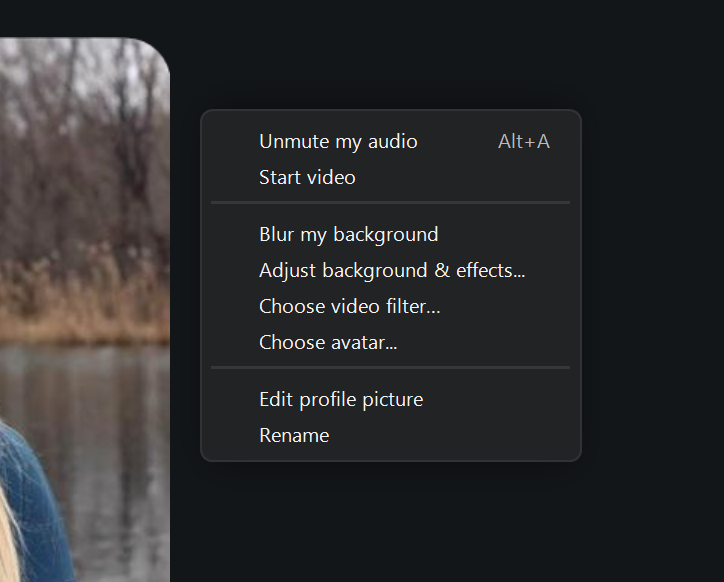 Unmute my audio Alt+A
Start video
Blur my background
Adjust background & effects...
Choose video filter...
Choose avatar...
Edit profile picture
Rename